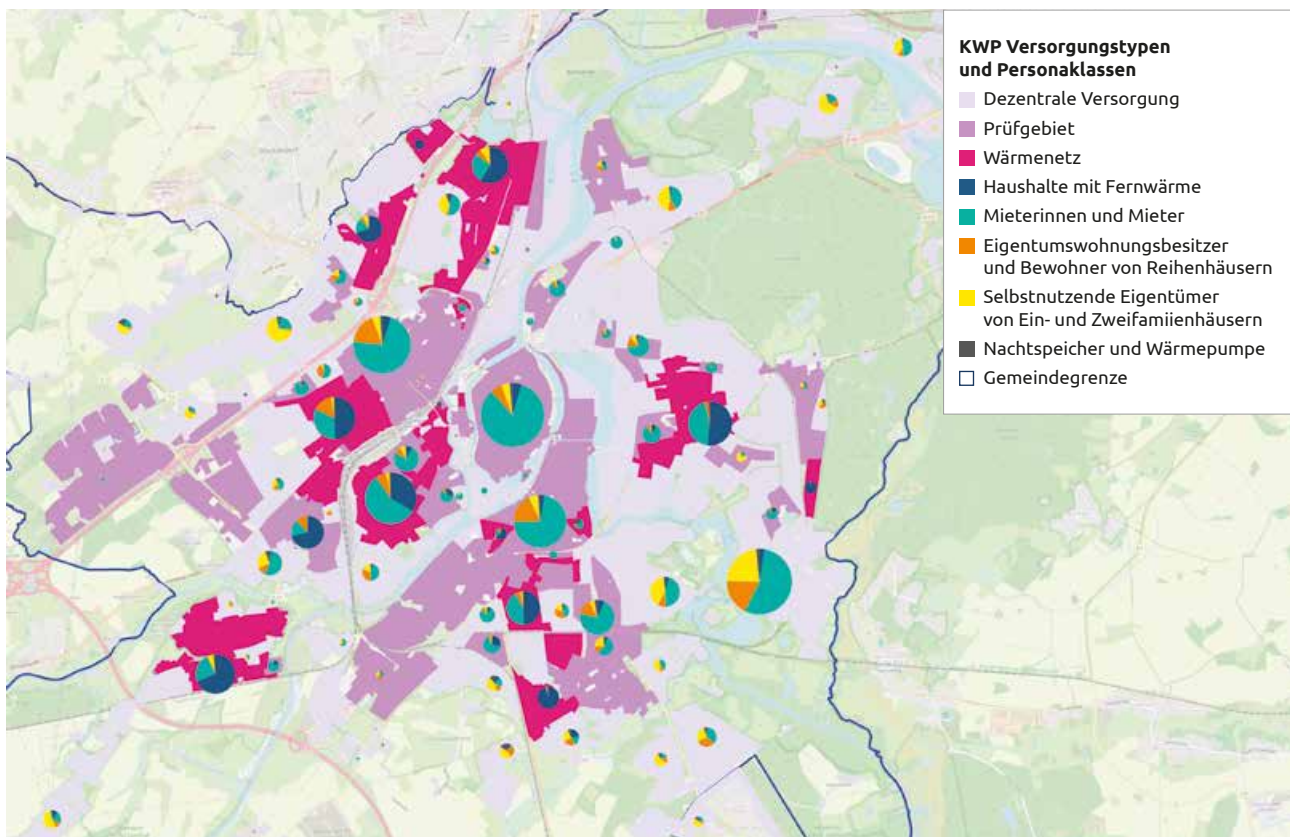 KWP Versorgungstypen
und Personaklassen
Dezentrale Versorgung
Prüfgebiet
Wärmenetz
Haushalte mit Fernwärme
Mieterinnen und Mieter
Eigentumswohnungsbesitzer
und Bewohner von Reihenhäusern
Selbstnutzende Eigentümer
von Ein- und Zweifamiienhäusern
Nachtspeicher und Wärmepumpe
Gemeindegrenze